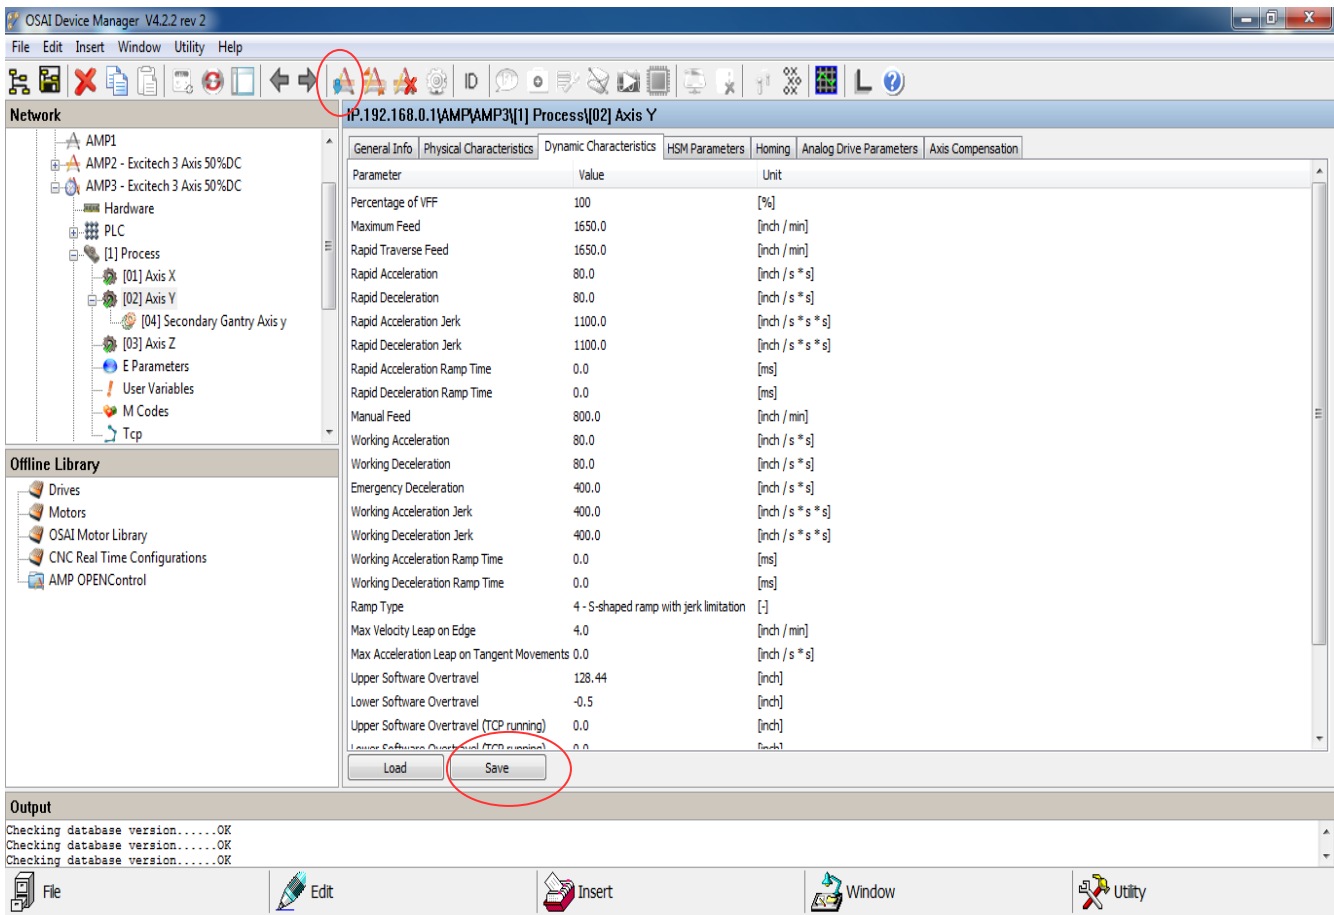 OSAI Device Manager V4.2.2 rev 2
File Edit Insert Window Utility Help
ID
OX
XO
OX
L
?
Network
IP.192.168.0.1\AMP\AMP3\[1] Process\[02] Axis Y
AMP1
AMP2 - Excitech 3 Axis 50%DC
AMP3 - Excitech 3 Axis 50%DC
Hardware
PLC
[1] Process
[01] Axis X
[02] Axis Y
[04] Secondary Gantry Axis y
[03] Axis Z
E Parameters
User Variables
M Codes
Tcp
Offline Library
Drives
Motors
OSAI Motor Library
CNC Real Time Configurations
AMP OPENControl
General Info Physical Characteristics Dynamic Characteristics HSM Parameters Homing Analog Drive Parameters Axis Compensation
Parameter Value Unit
Percentage of VFF 100 [%]
Maximum Feed 1650.0 [inch / min]
Rapid Traverse Feed 1650.0 [inch / min]
Rapid Acceleration 80.0 [inch / s * s]
Rapid Deceleration 80.0 [inch / s * s]
Rapid Acceleration Jerk 1100.0 [inch / s * s * s]
Rapid Deceleration Jerk 1100.0 [inch / s * s * s]
Rapid Acceleration Ramp Time 0.0 [ms]
Rapid Deceleration Ramp Time 0.0 [ms]
Manual Feed 800.0 [inch / min]
Working Acceleration 80.0 [inch / s * s]
Working Deceleration 80.0 [inch / s * s]
Emergency Deceleration 400.0 [inch / s * s]
Working Acceleration Jerk 400.0 [inch / s * s * s]
Working Deceleration Jerk 400.0 [inch / s * s * s]
Working Acceleration Ramp Time 0.0 [ms]
Working Deceleration Ramp Time 0.0 [ms]
Ramp Type 4 - S-shaped ramp with jerk limitation [-]
Max Velocity Leap on Edge 4.0 [inch / min]
Max Acceleration Leap on Tangent Movements 0.0 [inch / s * s]
Upper Software Overtravel 128.44 [inch]
Lower Software Overtravel -0.5 [inch]
Upper Software Overtravel (TCP running) 0.0 [inch]
Lower Software Overtravel (TCP running) 0.0 [inch]
Load Save
Output
Checking database version......OK
Checking database version......OK
Checking database version......OK
File Edit Insert Window Utility